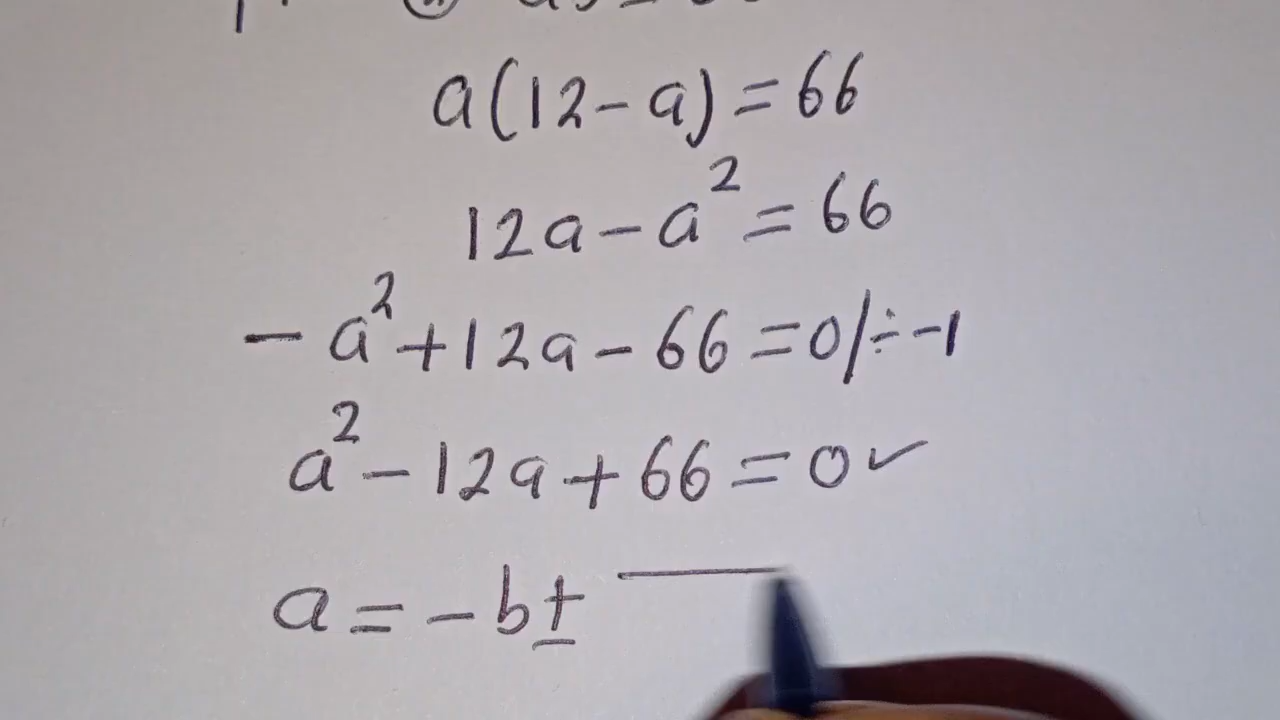 a(12-a)=66
12a-a²=66
-a²+12a-66=0/÷-1
a²-12a+66=0✓
a=-b±